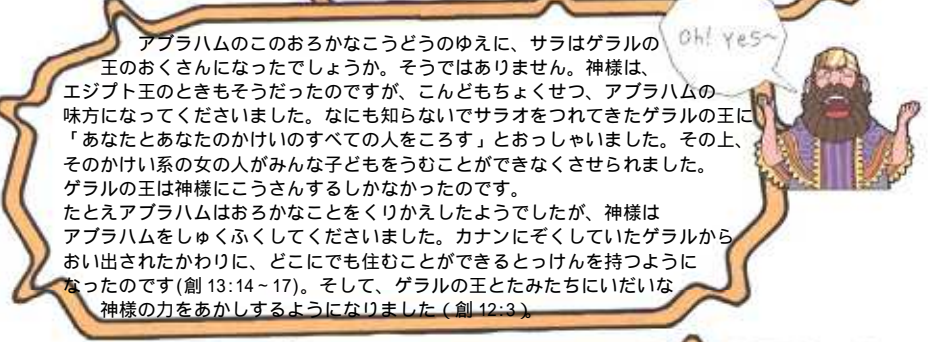 アブラハムのこのおろかなこうどうのゆえに、サラはゲラルの
王のおくさんになったでしょうか。そうではありません。神様は、
エジプト王のときもそうだったのですが、こんどもちょくせつ、アブラハムの
味方になってくださいました。なにも知らないでサラオをつれてきたゲラルの王に
「あなたとあなたのかけいのすべての人をころす」とおっしゃいました。その上、
そのかけい系の女の人がみんな子どもをうむことができなくさせられました。
ゲラルの王は神様にこうさんするしかなかったのです。
たとえアブラハムはおろかなことをくりかえしたようでしたが、神様は
アブラハムをしゅくふくしてくださいました。カナンにぞくしていたゲラルから
おい出されたかわりに、どこにでも住むことができるとっけんを持つように
なったのです(創 13:14~17)。そして、ゲラルの王とたみたちにいだいな
神様の力をあかしするようになりました(創 12:3)。
Oh! Yes~